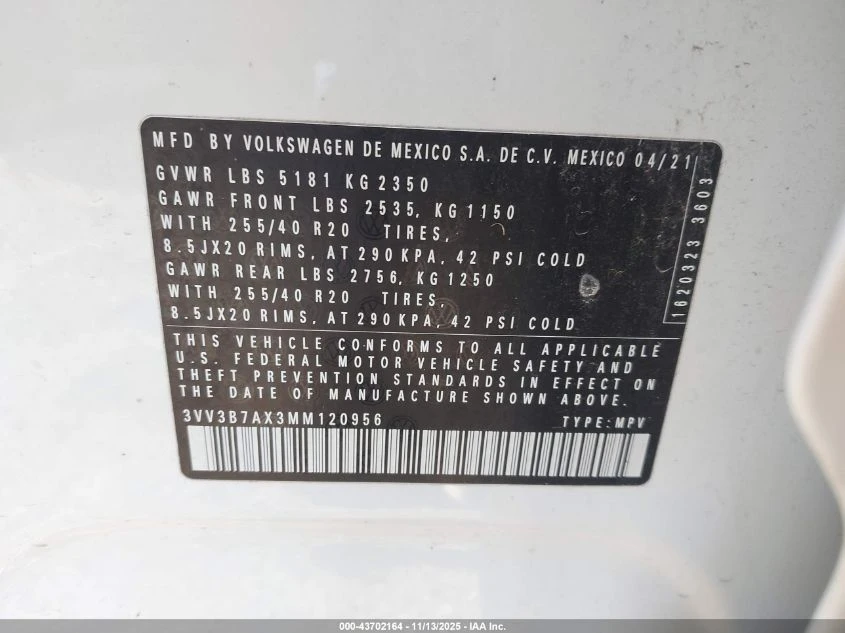 MFD BY VOLKSWAGEN DE MEXICO S.A. DE C.V. MEXICO 04/21
GVWR LBS 5181 KG 2350
GAWR FRONT LBS 2535, KG 1150
WITH 255/40 R20 TIRES,
8.5JX20 RIMS, AT 290 KPA, 42 PSI COLD
GAWR REAR LBS 2756, KG 1250
WITH 255/40 R20 TIRES,
8.5JX20 RIMS, AT 290 KPA, 42 PSI COLD
1620323 3603
THIS VEHICLE CONFORMS TO ALL APPLICABLE
U.S. FEDERAL MOTOR VEHICLE SAFETY AND
THEFT PREVENTION STANDARDS IN EFFECT ON
THE DATE OF MANUFACTURE SHOWN ABOVE.
3VV3B7AX3MM120956 TYPE: MPV
000-43702164 - 11/13/2025 - IAA Inc.